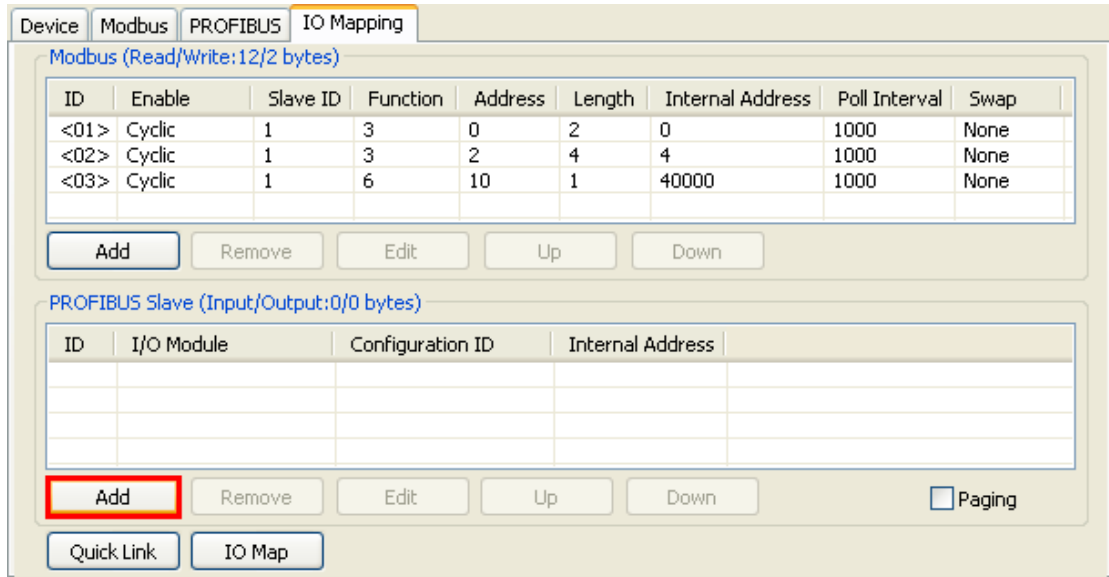 Device Modbus PROFIBUS IO Mapping
Modbus (Read/Write:12/2 bytes)
ID Enable Slave ID Function Address Length Internal Address Poll Interval Swap
<01> Cyclic 1 3 0 2 0 1000 None
<02> Cyclic 1 3 2 4 4 1000 None
<03> Cyclic 1 6 10 1 40000 1000 None
Add Remove Edit Up Down
PROFIBUS Slave (Input/Output:0/0 bytes)
ID I/O Module Configuration ID Internal Address
Add Remove Edit Up Down Paging
Quick Link IO Map